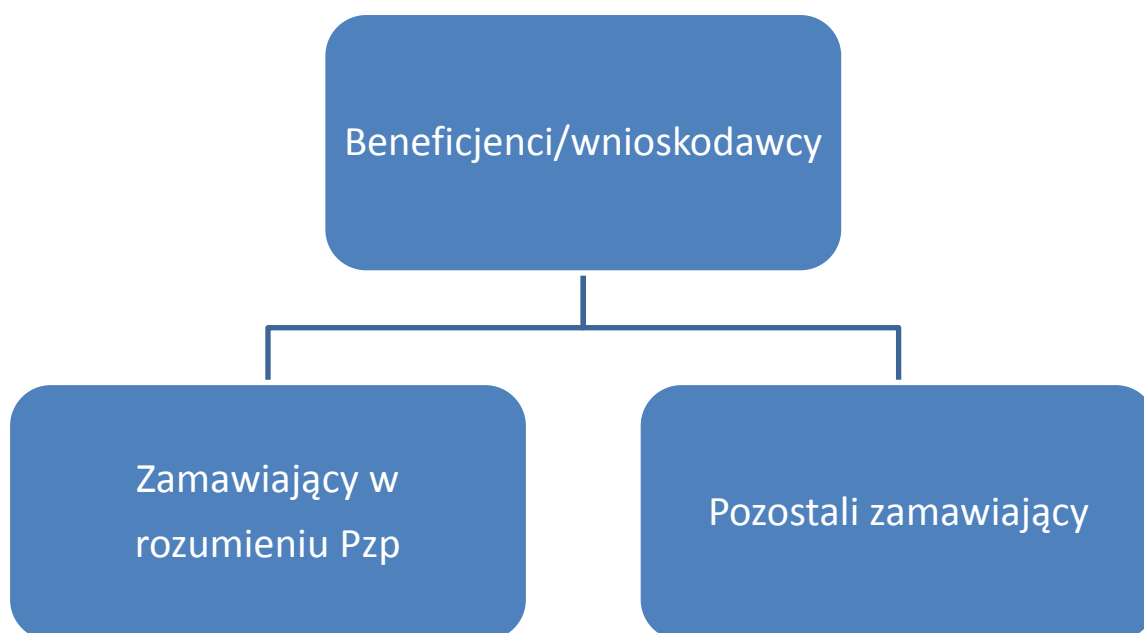 Beneficjenci/wnioskodawcy
Zamawiający w
rozumieniu Pzp
Pozostali zamawiający